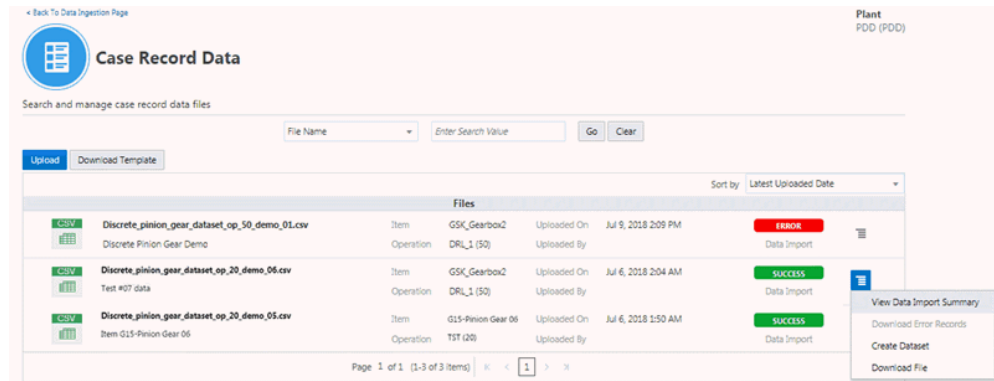 < Back To Data Ingestion Page
Plant
PDD (PDD)
Case Record Data
Search and manage case record data files
File Name Enter Search Value Go Clear
Upload Download Template
Sort by Latest Uploaded Date
Files
CSV Discrete_pinion_gear_dataset_op_50_demo_01.csv Item GSK_Gearbox2 Uploaded On Jul 9, 2018 2:09 PM ERROR
Discrete Pinion Gear Demo Operation DRL_1 (50) Uploaded By Data Import
CSV Discrete_pinion_gear_dataset_op_20_demo_06.csv Item GSK_Gearbox2 Uploaded On Jul 6, 2018 2:04 AM SUCCESS
Test #07 data Operation DRL_1 (50) Uploaded By Data Import
View Data Import Summary
CSV Discrete_pinion_gear_dataset_op_20_demo_05.csv Item G15-Pinion Gear 06 Uploaded On Jul 6, 2018 1:50 AM SUCCESS
Download Error Records
Item G15-Pinion Gear 06 Operation TST (20) Uploaded By Data Import
Create Dataset
Page 1 of 1 (1-3 of 3 items) K < 1 > X
Download File